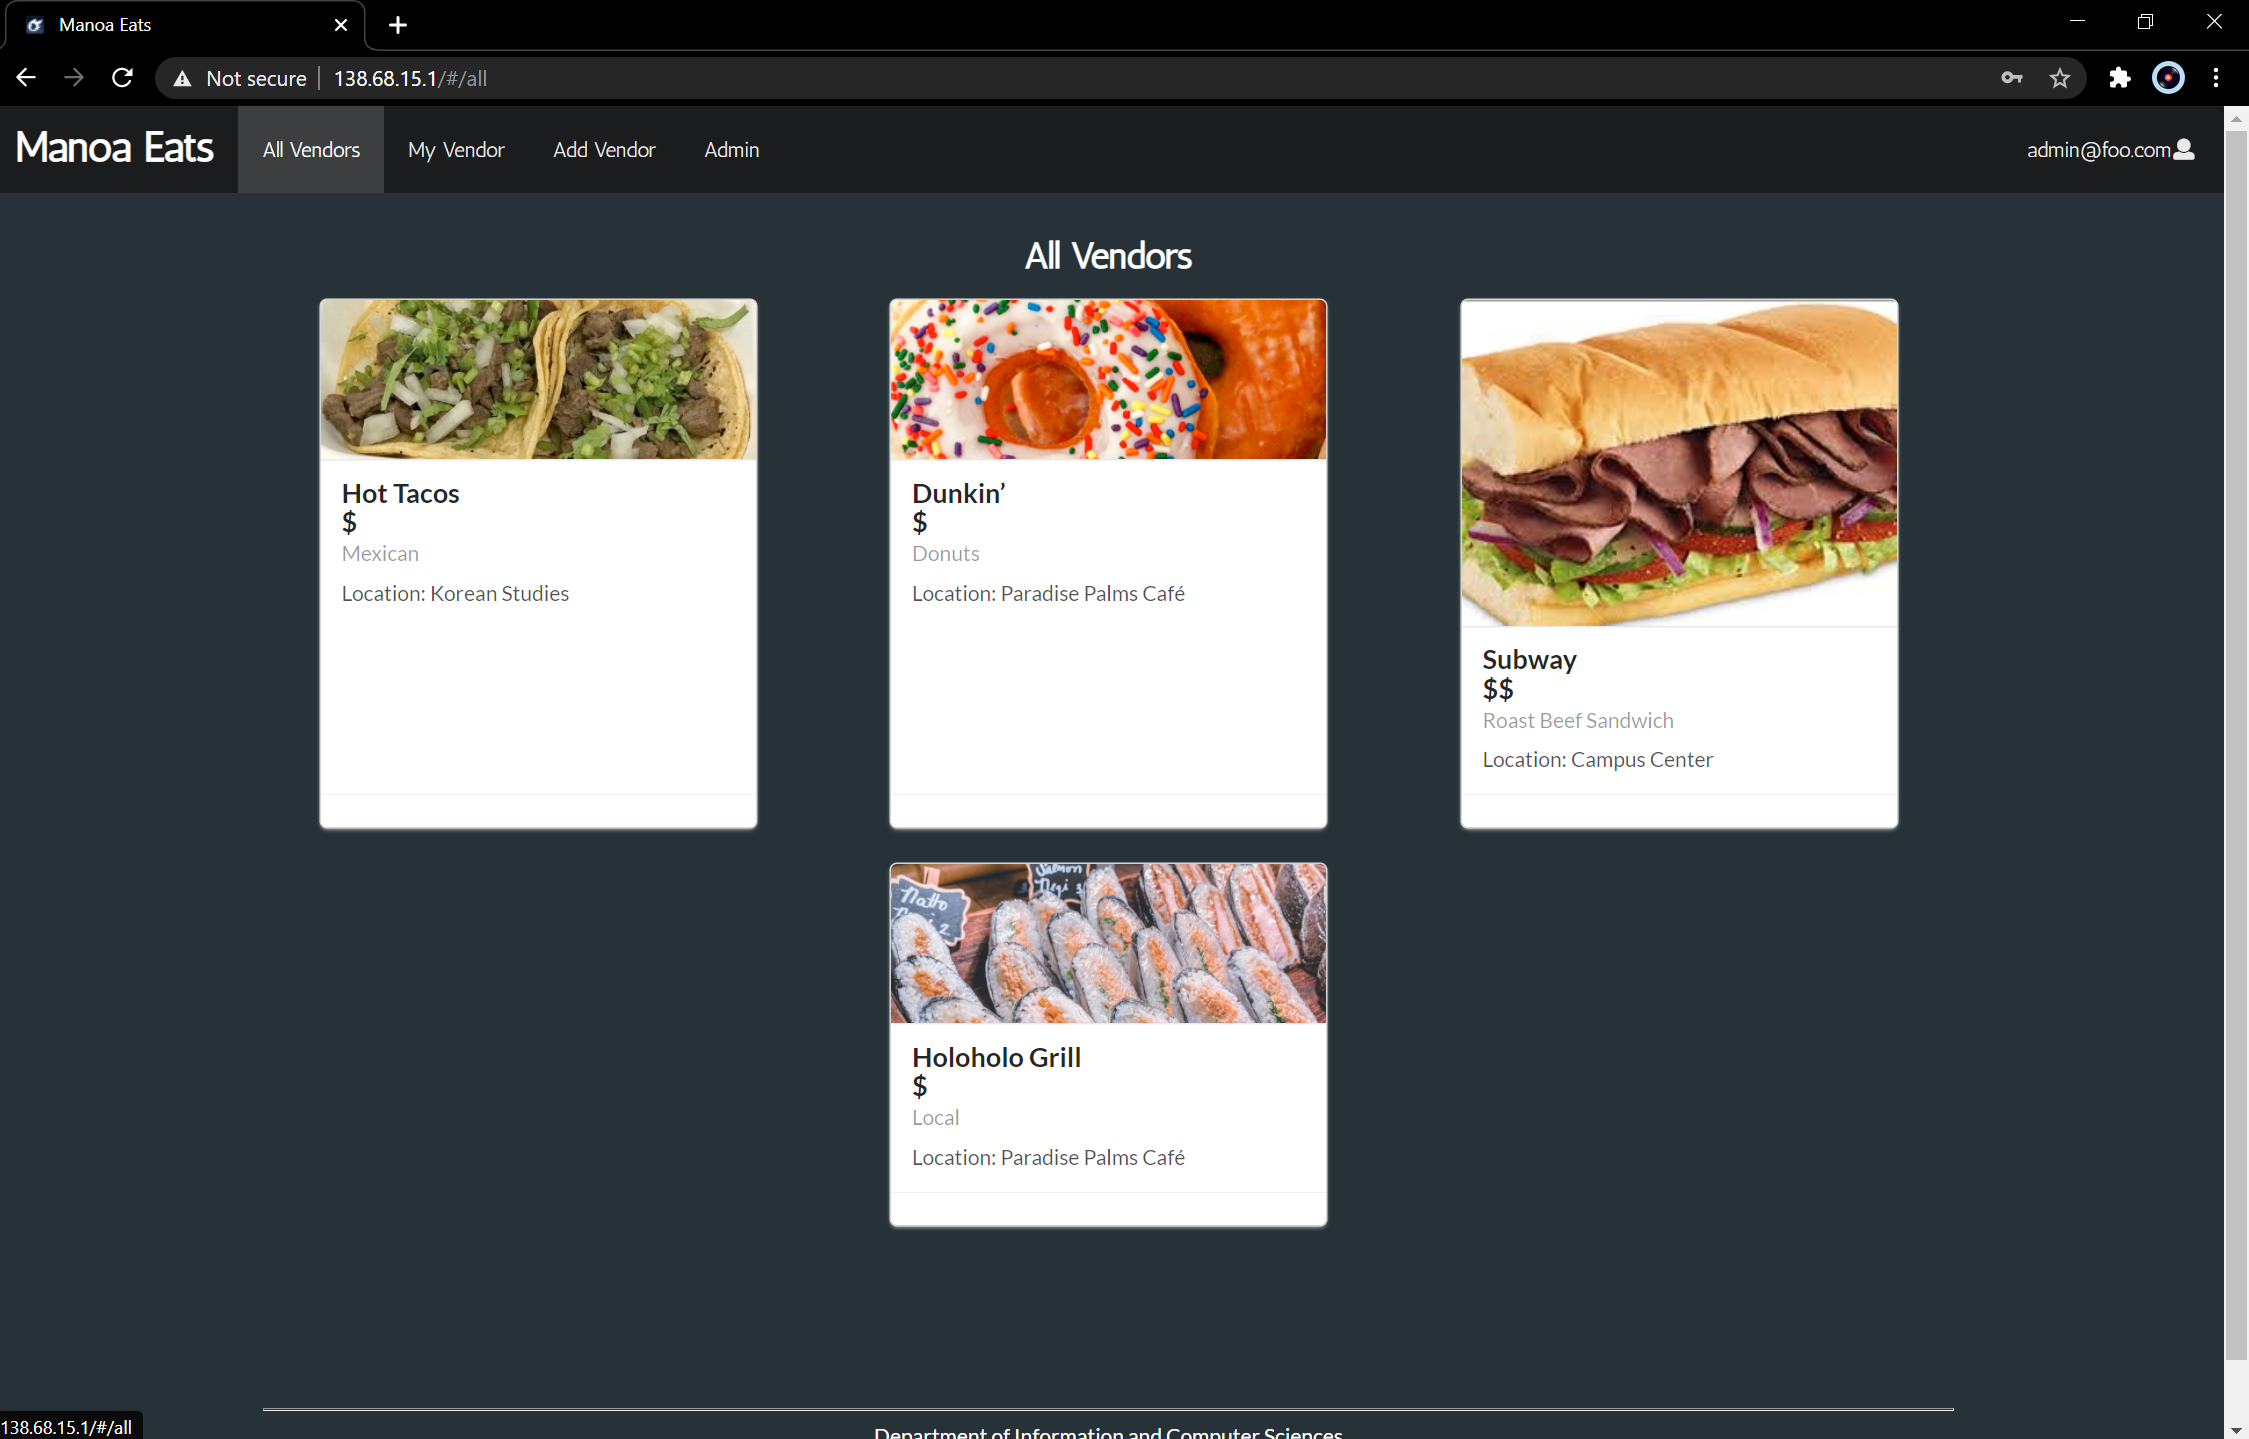 Manoa Eats
Not secure
138.68.15.1/#/all
Manoa Eats
All Vendors
My Vendor
Add Vendor
Admin
admin@foo.com
All Vendors
Hot Tacos
$
Mexican
Location: Korean Studies
Dunkin’
$
Donuts
Location: Paradise Palms Café
Subway
$$
Roast Beef Sandwich
Location: Campus Center
Natto
2.
Salmon
Holoholo Grill
$
Local
Location: Paradise Palms Café
138.68.15.1/#/all
Department of Information and Computer Sciences